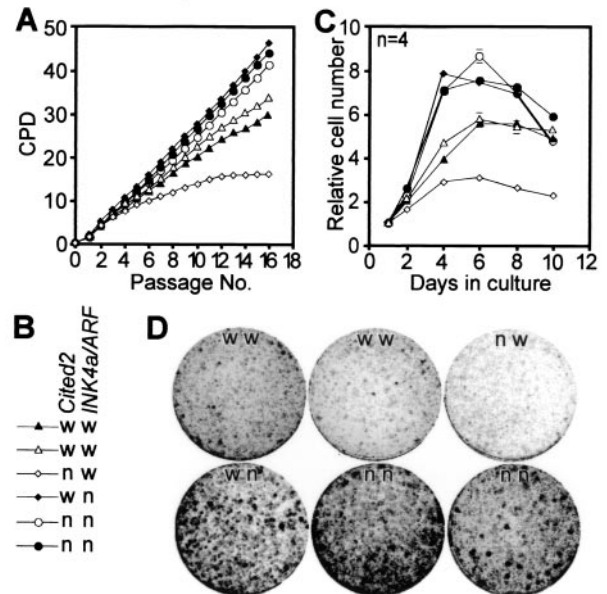 A
CPD
50
40
30
20
10
0
0 2 4 6 8 10 12 14 16 18
Passage No.
C
n=4
Relative cell number
10
8
6
4
2
0
0 2 4 6 8 10 12
Days in culture
B
Cited2
INK4a/ARF
w w
w w
n w
w n
n n
n n
D
w w
w w
n w
w n
n n
n n